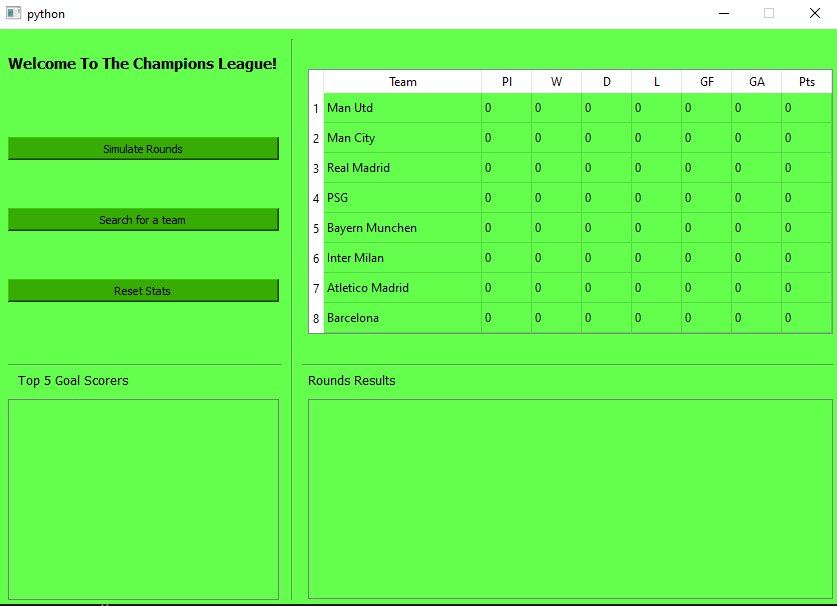 python
Welcome To The Champions League!
Simulate Rounds
Search for a team
Reset Stats
Team Pl W D L GF GA Pts
1 Man Utd 0 0 0 0 0 0 0
2 Man City 0 0 0 0 0 0 0
3 Real Madrid 0 0 0 0 0 0 0
4 PSG 0 0 0 0 0 0 0
5 Bayern Munchen 0 0 0 0 0 0 0
6 Inter Milan 0 0 0 0 0 0 0
7 Atletico Madrid 0 0 0 0 0 0 0
8 Barcelona 0 0 0 0 0 0 0
Top 5 Goal Scorers
Rounds Results